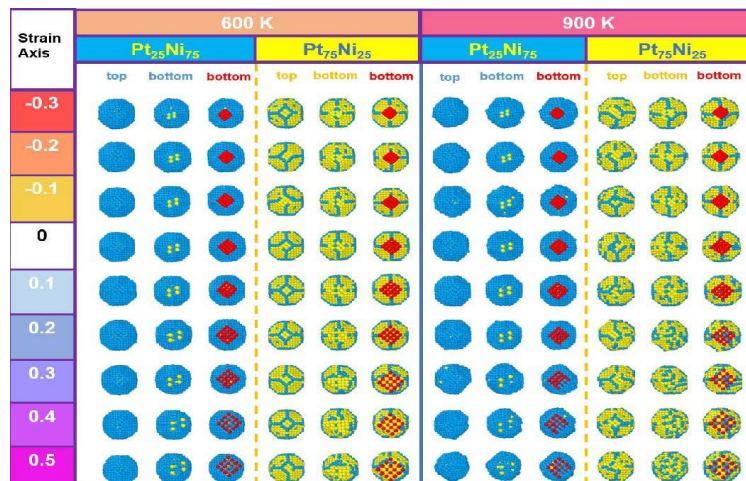 Strain
Axis
600 K 900 K
Pt25Ni75 Pt75Ni25 Pt25Ni75 Pt75Ni25
top bottom bottom top bottom bottom top bottom bottom top bottom bottom
-0.3
-0.2
-0.1
0
0.1
0.2
0.3
0.4
0.5